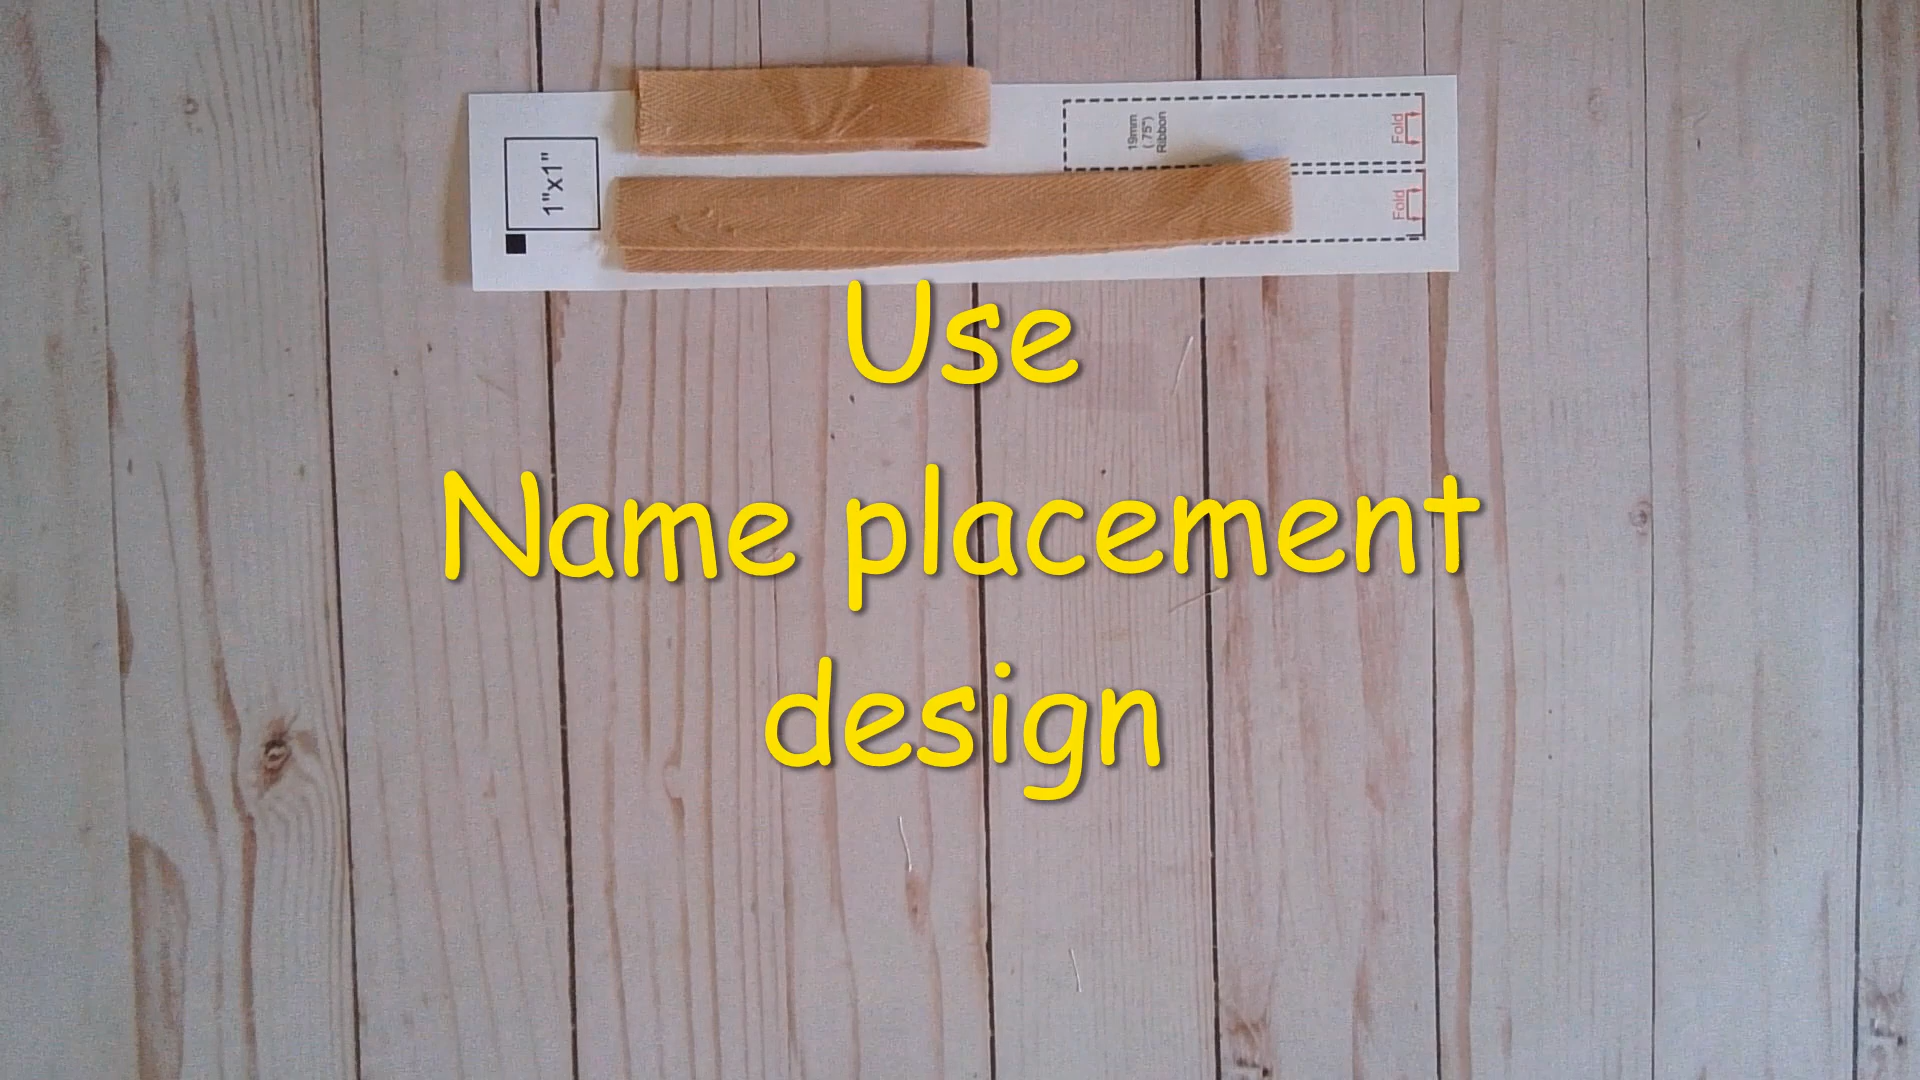 1"x1"
19mm
(.75")
Ribbon
Fold
Fold
Use
Name placement
design